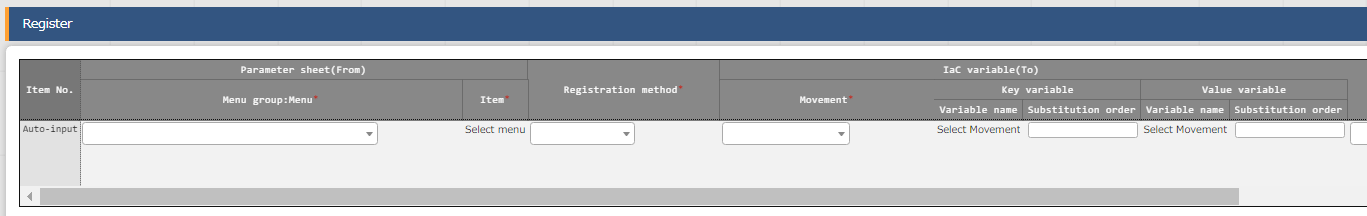 Register
Parameter sheet(From) IaC variable(To)
Item No. Menu group:Menu* Item* Registration method* Movement* Key variable Value variable
Variable name Substitution order Variable name Substitution order
Auto-input Select menu Select Movement Select Movement